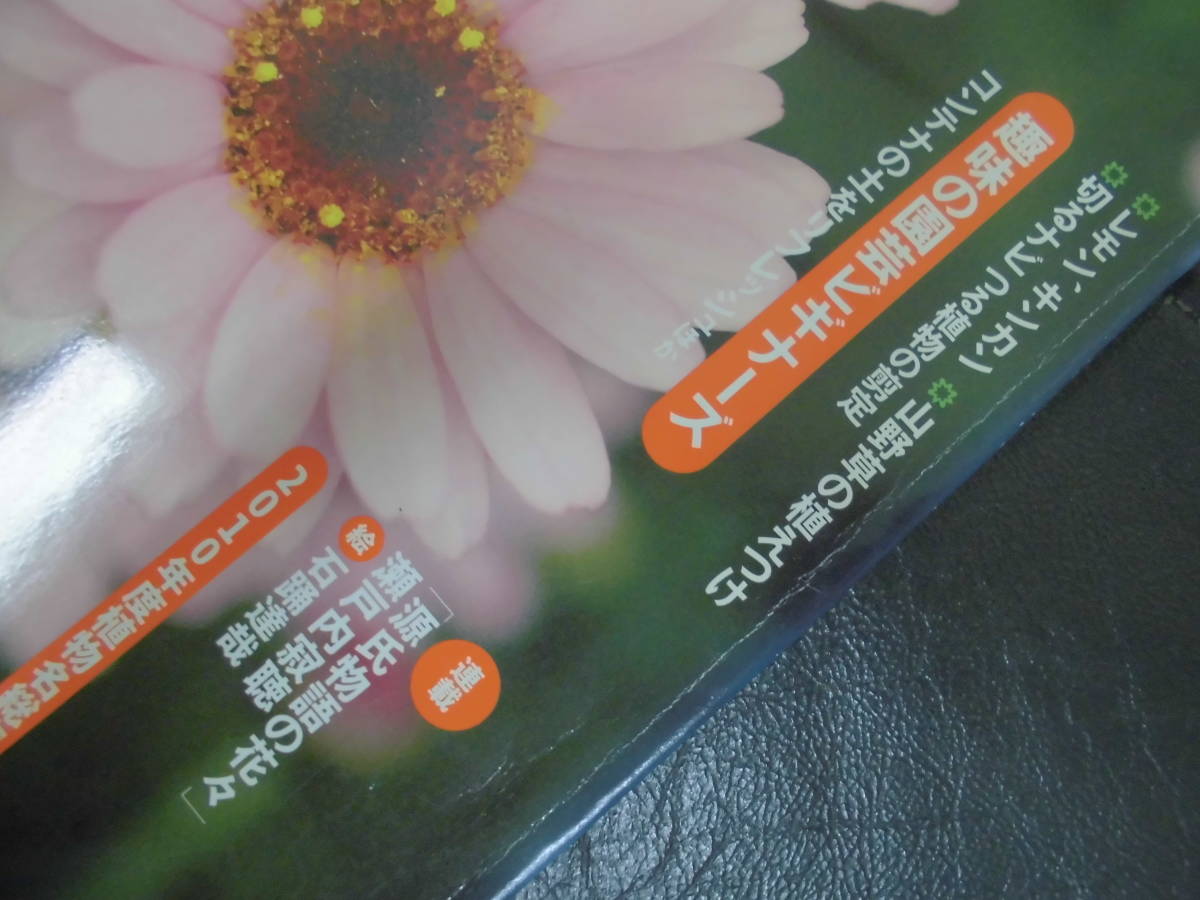 レモン、キンカン 山野草の植えつけ
切るナビ つる植物の剪定
趣味の園芸ビギナーズ
コンテナの土をリフレッシュほか
連載
「源氏物語の花々」
瀬戸内寂聴
絵 石踊達哉
2010年度植物名総